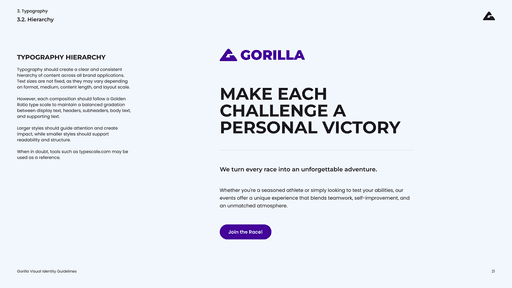 3. Typography
3.2. Hierarchy
TYPOGRAPHY HIERARCHY
Typography should create a clear and consistent
hierarchy of content across all brand applications.
Text sizes are not fixed, as they may vary depending
on format, medium, content length, and layout scale.
However, each composition should follow a Golden
Ratio type scale to maintain a balanced gradation
between display text, headers, subheaders, body text,
and supporting text.
Larger styles should guide attention and create
impact, while smaller styles should support
readability and structure.
When in doubt, tools such as typescale.com may be
used as a reference.
GORILLA
MAKE EACH
CHALLENGE A
PERSONAL VICTORY
We turn every race into an unforgettable adventure.
Whether you're a seasoned athlete or simply looking to test your abilities, our
events offer a unique experience that blends teamwork, self-improvement, and
an unmatched atmosphere.
Join the Race!
Gorilla Visual Identity Guidelines